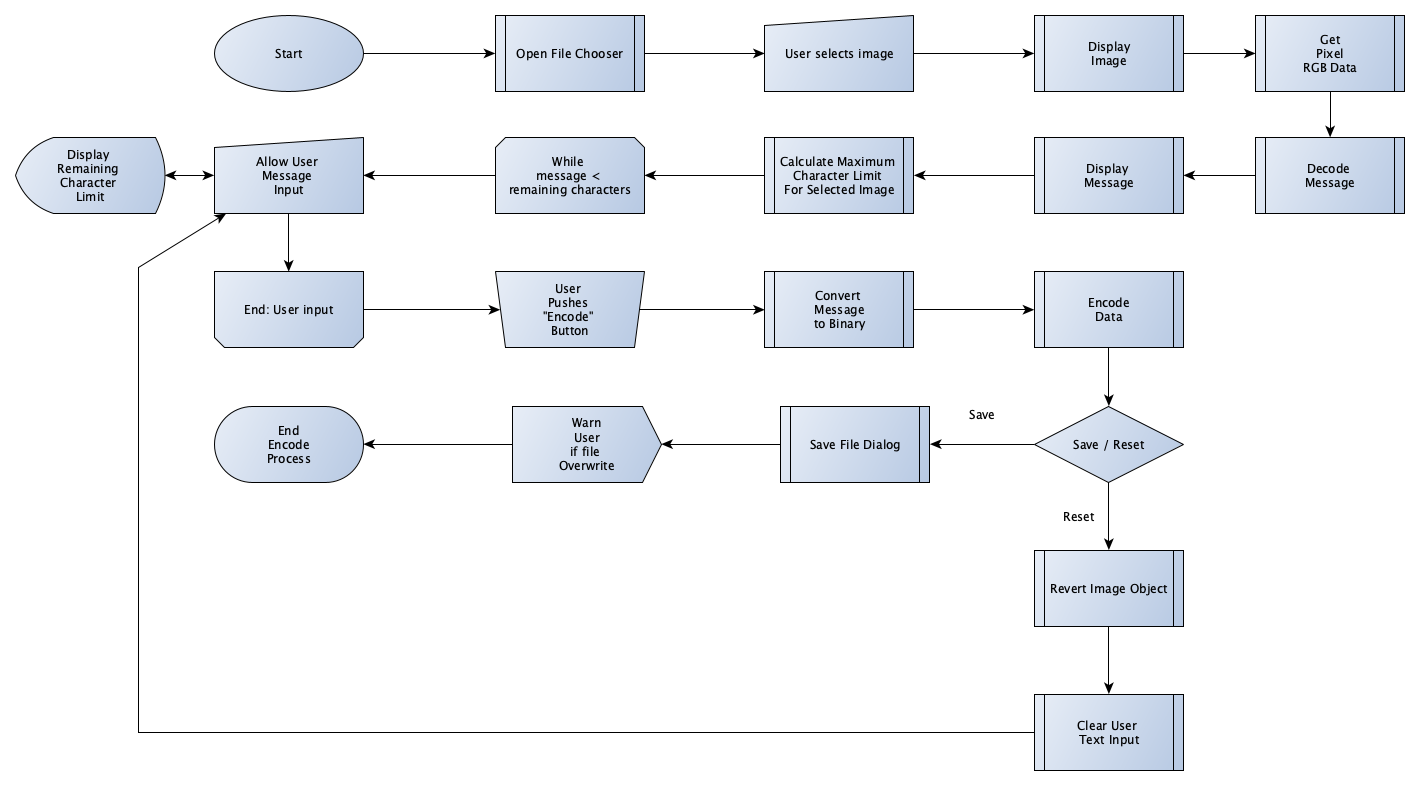 Start
Open File Chooser
User selects image
Display
Image
Get
Pixel
RGB Data
Display
Remaining
Character
Limit
Allow User
Message
Input
While
message <
remaining characters
Calculate Maximum
Character Limit
For Selected Image
Display
Message
Decode
Message
End: User input
User
Pushes
"Encode"
Button
Convert
Message
to Binary
Encode
Data
End
Encode
Process
Warn
User
if file
Overwrite
Save File Dialog
Save
Save / Reset
Reset
Revert Image Object
Clear User
Text Input